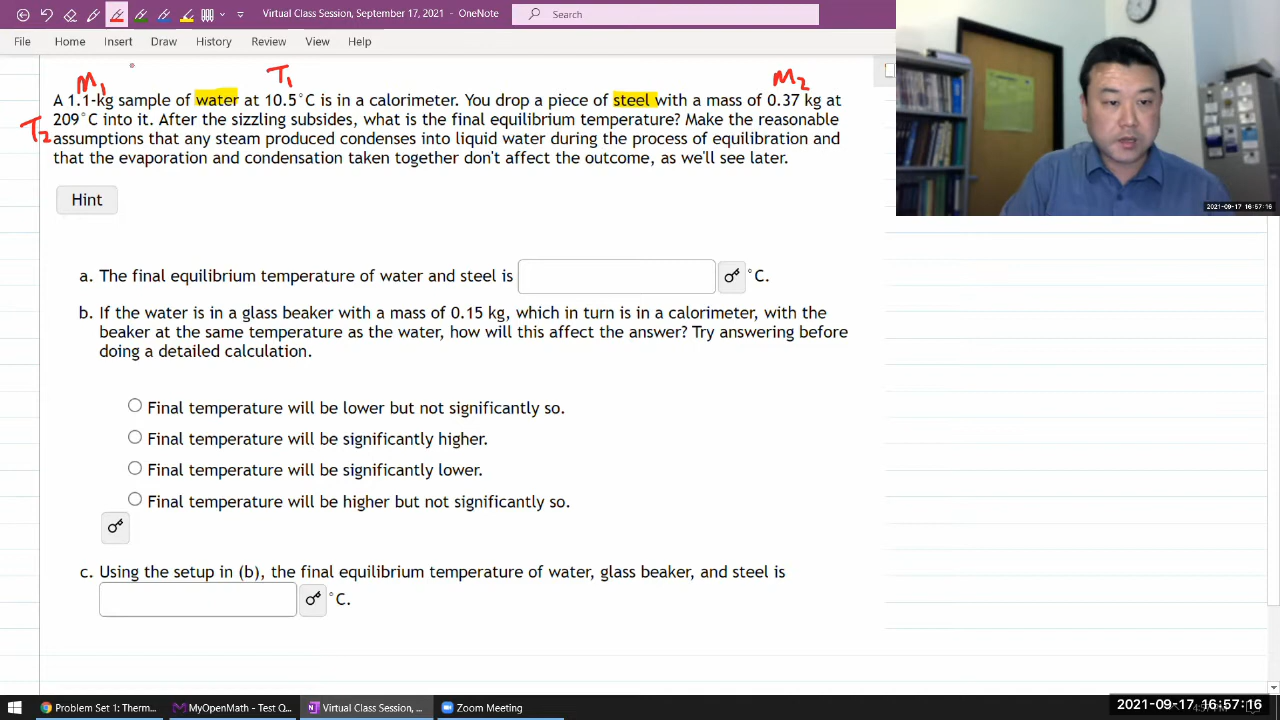 Virtual Class Session, September 17, 2021 - OneNote
Search
File Home Insert Draw History Review View Help
M1 T1 M2
A 1.1-kg sample of water at 10.5°C is in a calorimeter. You drop a piece of steel with a mass of 0.37 kg at
T2
209°C into it. After the sizzling subsides, what is the final equilibrium temperature? Make the reasonable
assumptions that any steam produced condenses into liquid water during the process of equilibration and
that the evaporation and condensation taken together don't affect the outcome, as we'll see later.
Hint
a. The final equilibrium temperature of water and steel is °C.
b. If the water is in a glass beaker with a mass of 0.15 kg, which in turn is in a calorimeter, with the
beaker at the same temperature as the water, how will this affect the answer? Try answering before
doing a detailed calculation.
Final temperature will be lower but not significantly so.
Final temperature will be significantly higher.
Final temperature will be significantly lower.
Final temperature will be higher but not significantly so.
c. Using the setup in (b), the final equilibrium temperature of water, glass beaker, and steel is
°C.
2021-09-17 16:57:16
Problem Set 1: Therm...
MyOpenMath - Test Q...
Virtual Class Session, ...
Zoom Meeting
2021-09-17 16:57:16